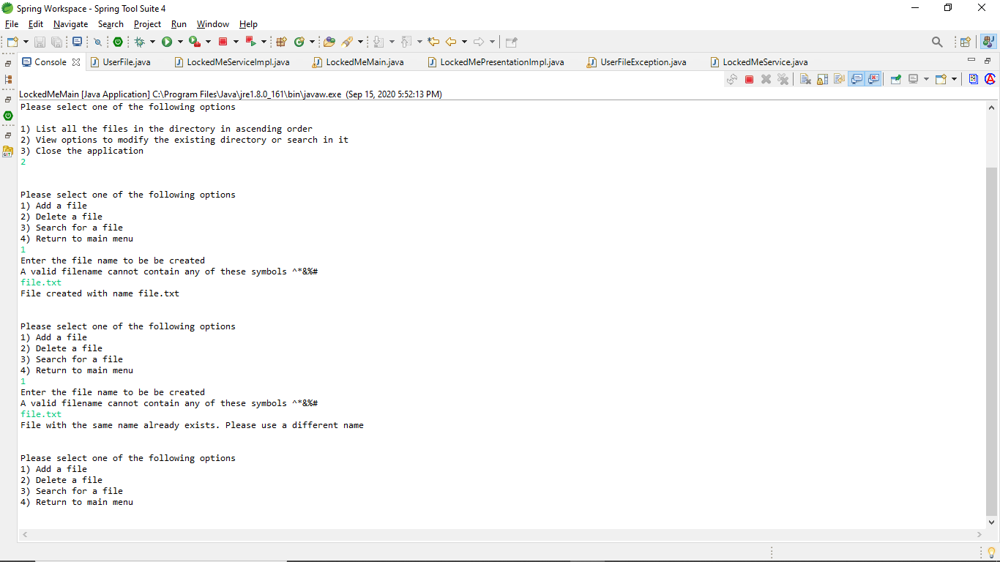 Spring Workspace - Spring Tool Suite 4
File Edit Navigate Search Project Run Window Help
Console UserFile.java LockedMeServiceImpl.java LockedMeMain.java LockedMePresentationImpl.java UserFileException.java LockedMeService.java
LockedMeMain [Java Application] C:\Program Files\Java\jre1.8.0_161\bin\javaw.exe (Sep 15, 2020 5:52:13 PM)
Please select one of the following options
1) List all the files in the directory in ascending order
2) View options to modify the existing directory or search in it
3) Close the application
2
Please select one of the following options
1) Add a file
2) Delete a file
3) Search for a file
4) Return to main menu
1
Enter the file name to be be created
A valid filename cannot contain any of these symbols ^*&%#
file.txt
File created with name file.txt
Please select one of the following options
1) Add a file
2) Delete a file
3) Search for a file
4) Return to main menu
1
Enter the file name to be be created
A valid filename cannot contain any of these symbols ^*&%#
file.txt
File with the same name already exists. Please use a different name
Please select one of the following options
1) Add a file
2) Delete a file
3) Search for a file
4) Return to main menu
GIT